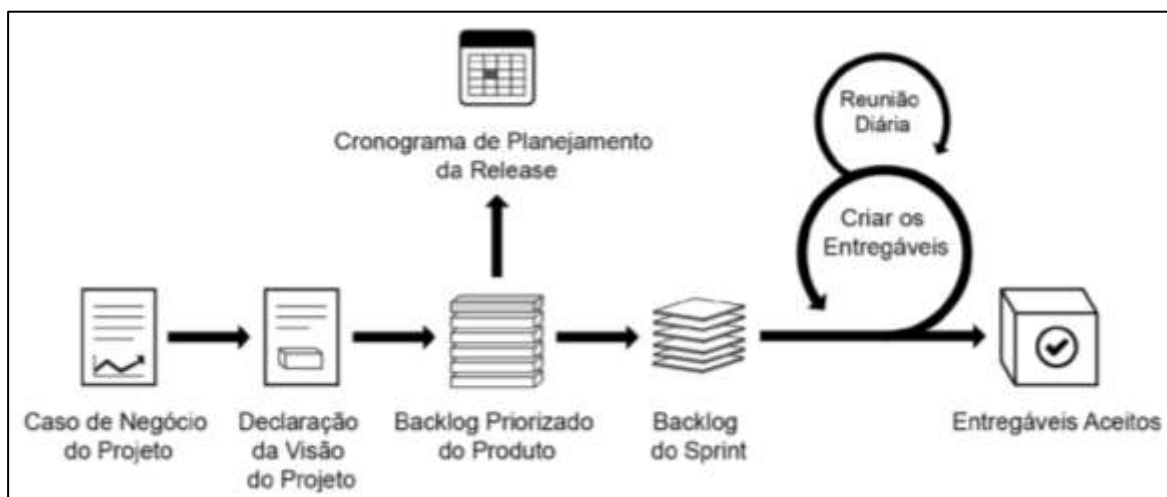 Cronograma de Planejamento
da Release
Reunião
Diária
Criar os
Entregáveis
Caso de Negócio
do Projeto
Declaração
da Visão
do Projeto
Backlog Priorizado
do Produto
Backlog
do Sprint
Entregáveis Aceitos